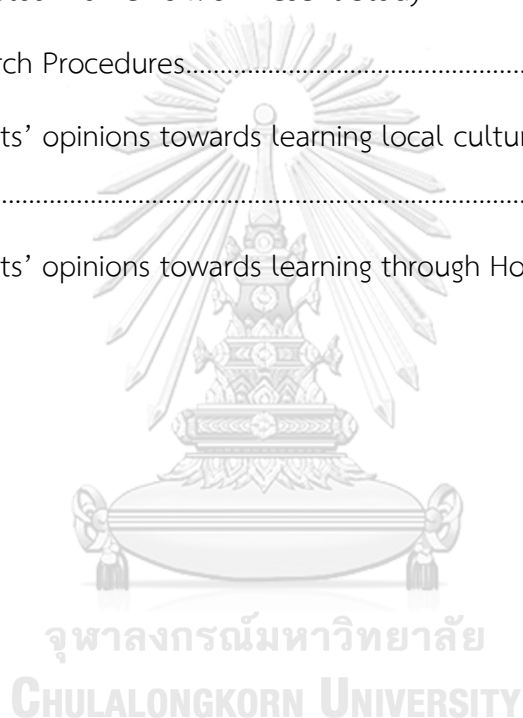 rch Procedures
ts' opinions towards learning local cultur
ts' opinions towards learning through Ho
จุฬาลงกรณ์มหาวิทยาลัย
CHULALONGKORN UNIVERSITY